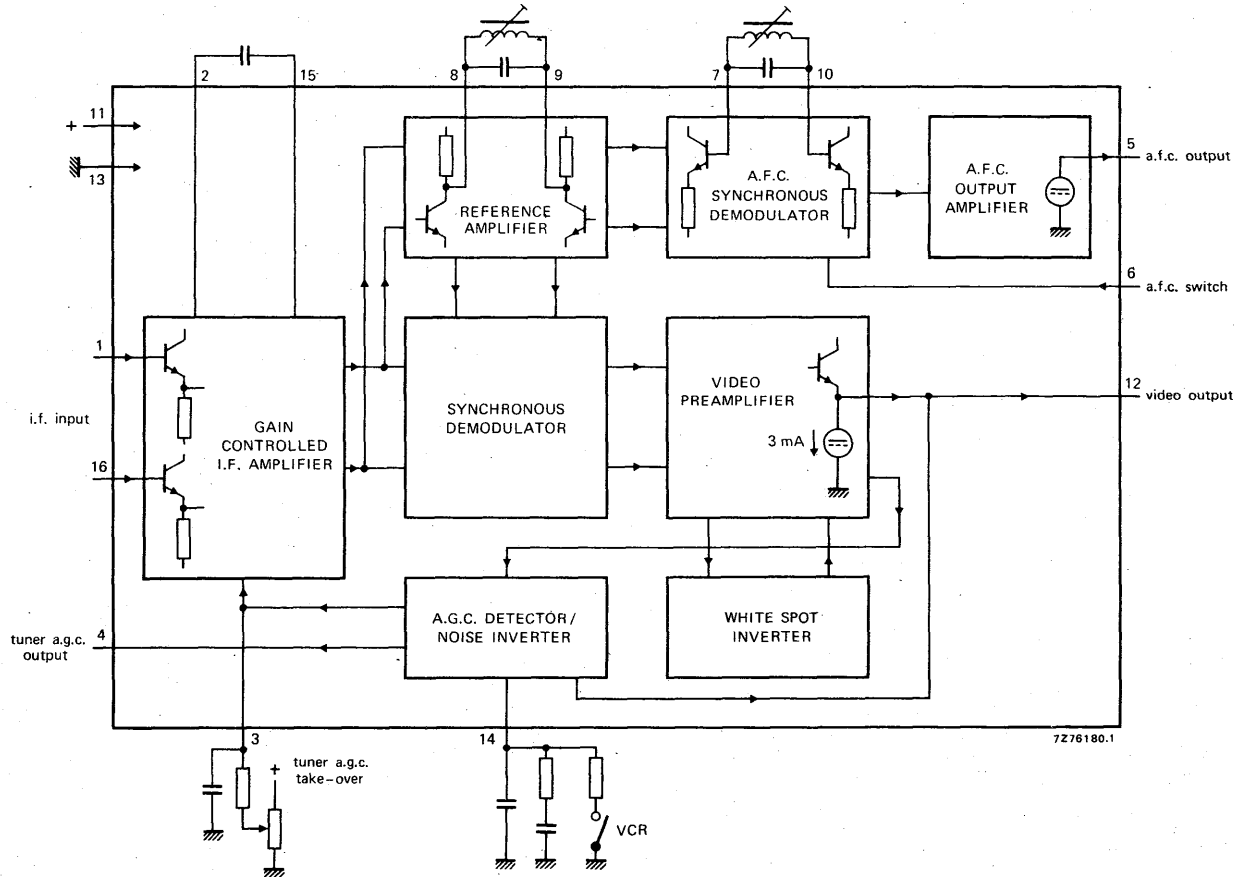 2
15
8
9
7
10
11
+
13
REFERENCE
AMPLIFIER
A.F.C.
SYNCHRONOUS
DEMODULATOR
A.F.C.
OUTPUT
AMPLIFIER
5
a.f.c. output
6
a.f.c. switch
1
i.f. input
16
GAIN
CONTROLLED
I.F. AMPLIFIER
SYNCHRONOUS
DEMODULATOR
VIDEO
PREAMPLIFIER
3 mA
12
video output
tuner a.g.c.
output
4
A.G.C. DETECTOR/
NOISE INVERTER
WHITE SPOT
INVERTER
3
14
7Z76180.1
+
tuner a.g.c.
take-over
VCR